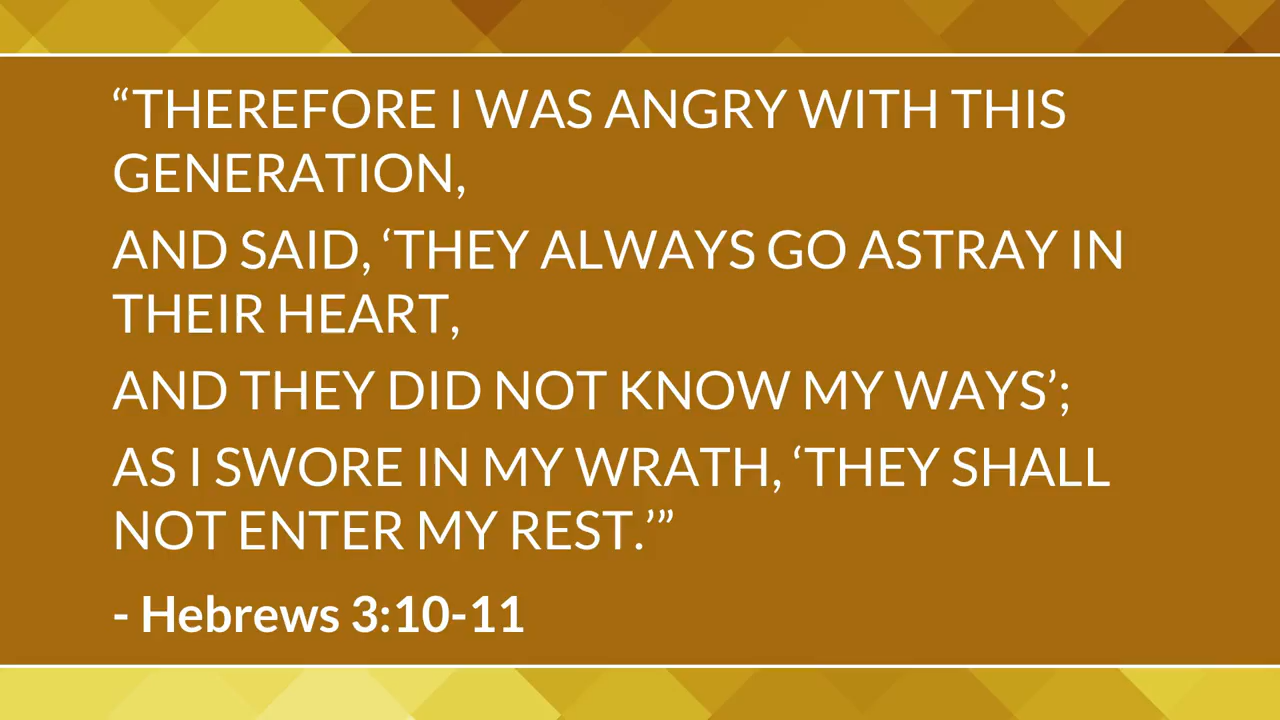 “THEREFORE I WAS ANGRY WITH THIS
GENERATION,
AND SAID, ‘THEY ALWAYS GO ASTRAY IN
THEIR HEART,
AND THEY DID NOT KNOW MY WAYS’;
AS I SWORE IN MY WRATH, ‘THEY SHALL
NOT ENTER MY REST.’”
- Hebrews 3:10-11